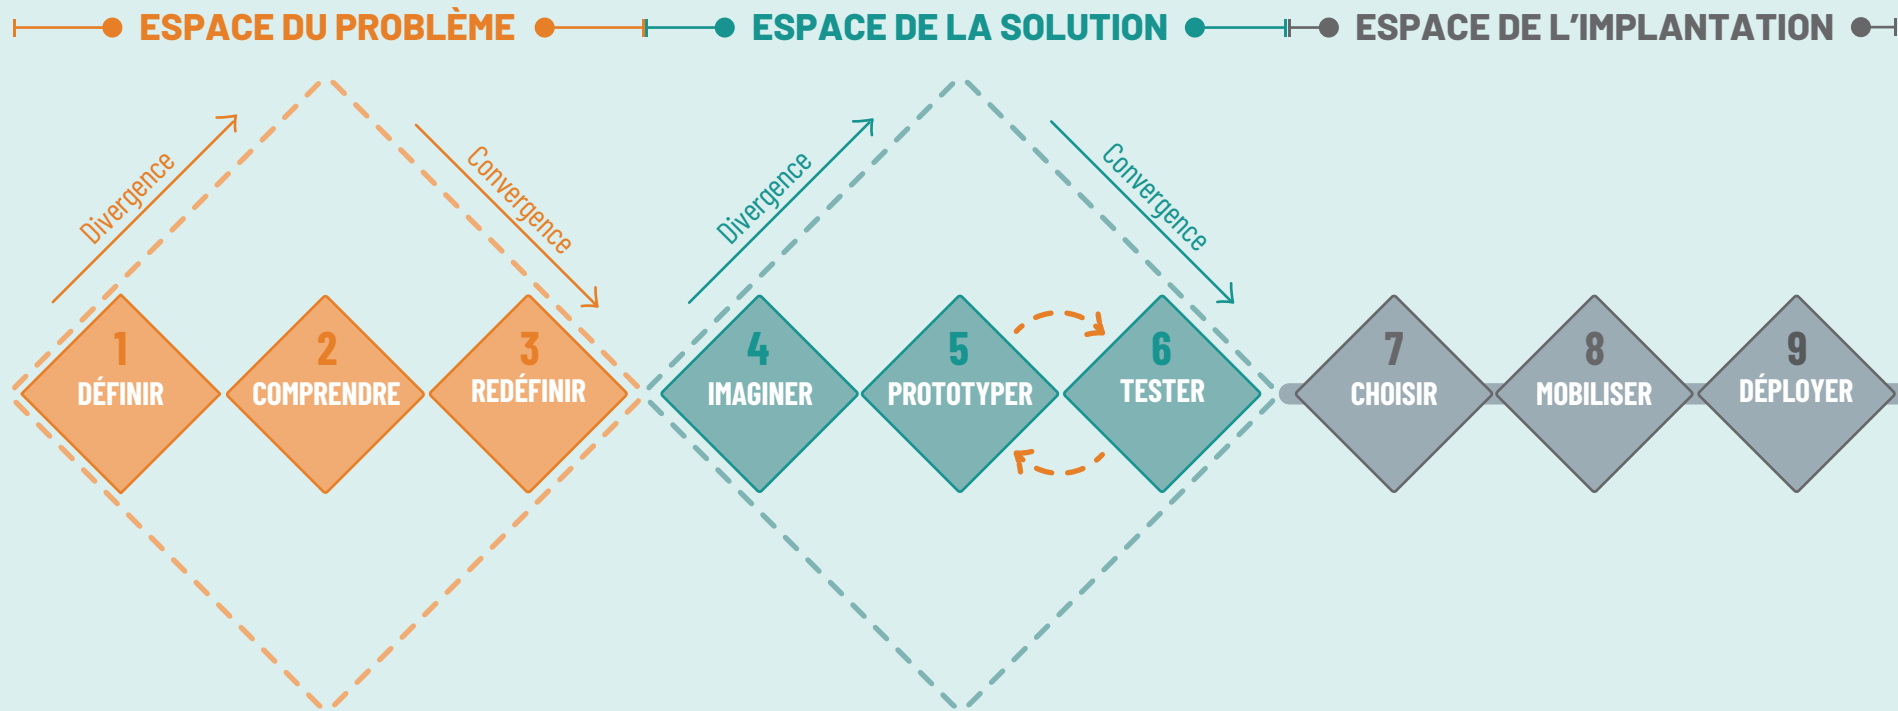 ESPACE DU PROBLÈME
ESPACE DE LA SOLUTION
ESPACE DE L'IMPLANTATION
Divergence
Convergence
Divergence
Convergence
1
DÉFINIR
2
COMPRENDRE
3
REDÉFINIR
4
IMAGINER
5
PROTOTYPER
6
TESTER
7
CHOISIR
8
MOBILISER
9
DÉPLOYER